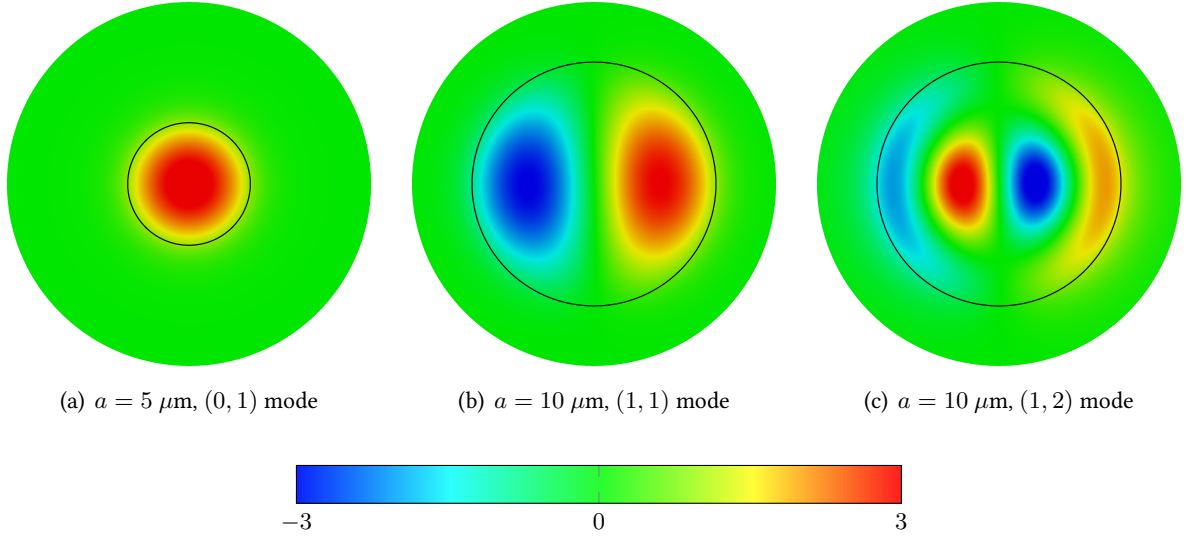 (a) a = 5 µm, (0, 1) mode
(b) a = 10 µm, (1, 1) mode
(c) a = 10 µm, (1, 2) mode
−3 0 3